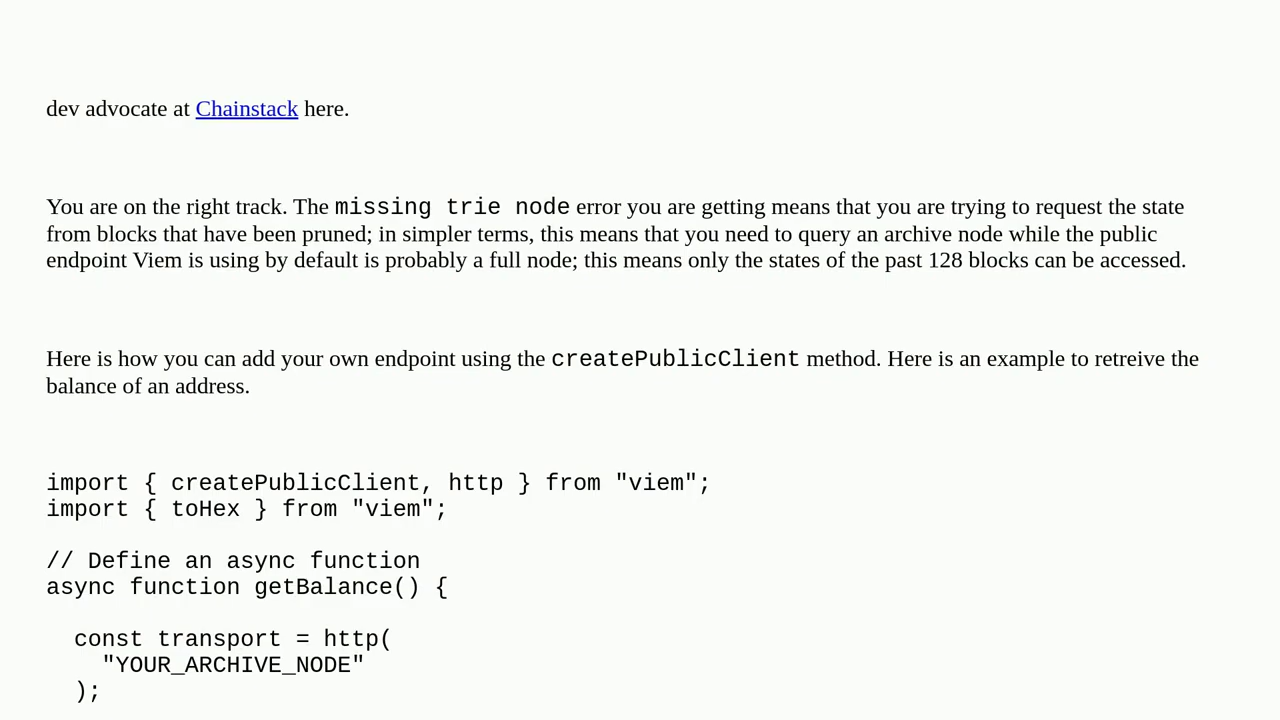 dev advocate at Chainstack here.
You are on the right track. The missing trie node error you are getting means that you are trying to request the state
from blocks that have been pruned; in simpler terms, this means that you need to query an archive node while the public
endpoint Viem is using by default is probably a full node; this means only the states of the past 128 blocks can be accessed.
Here is how you can add your own endpoint using the createPublicClient method. Here is an example to retreive the
balance of an address.
import { createPublicClient, http } from "viem";
import { toHex } from "viem";
// Define an async function
async function getBalance() {
  const transport = http(
    "YOUR_ARCHIVE_NODE"
  );